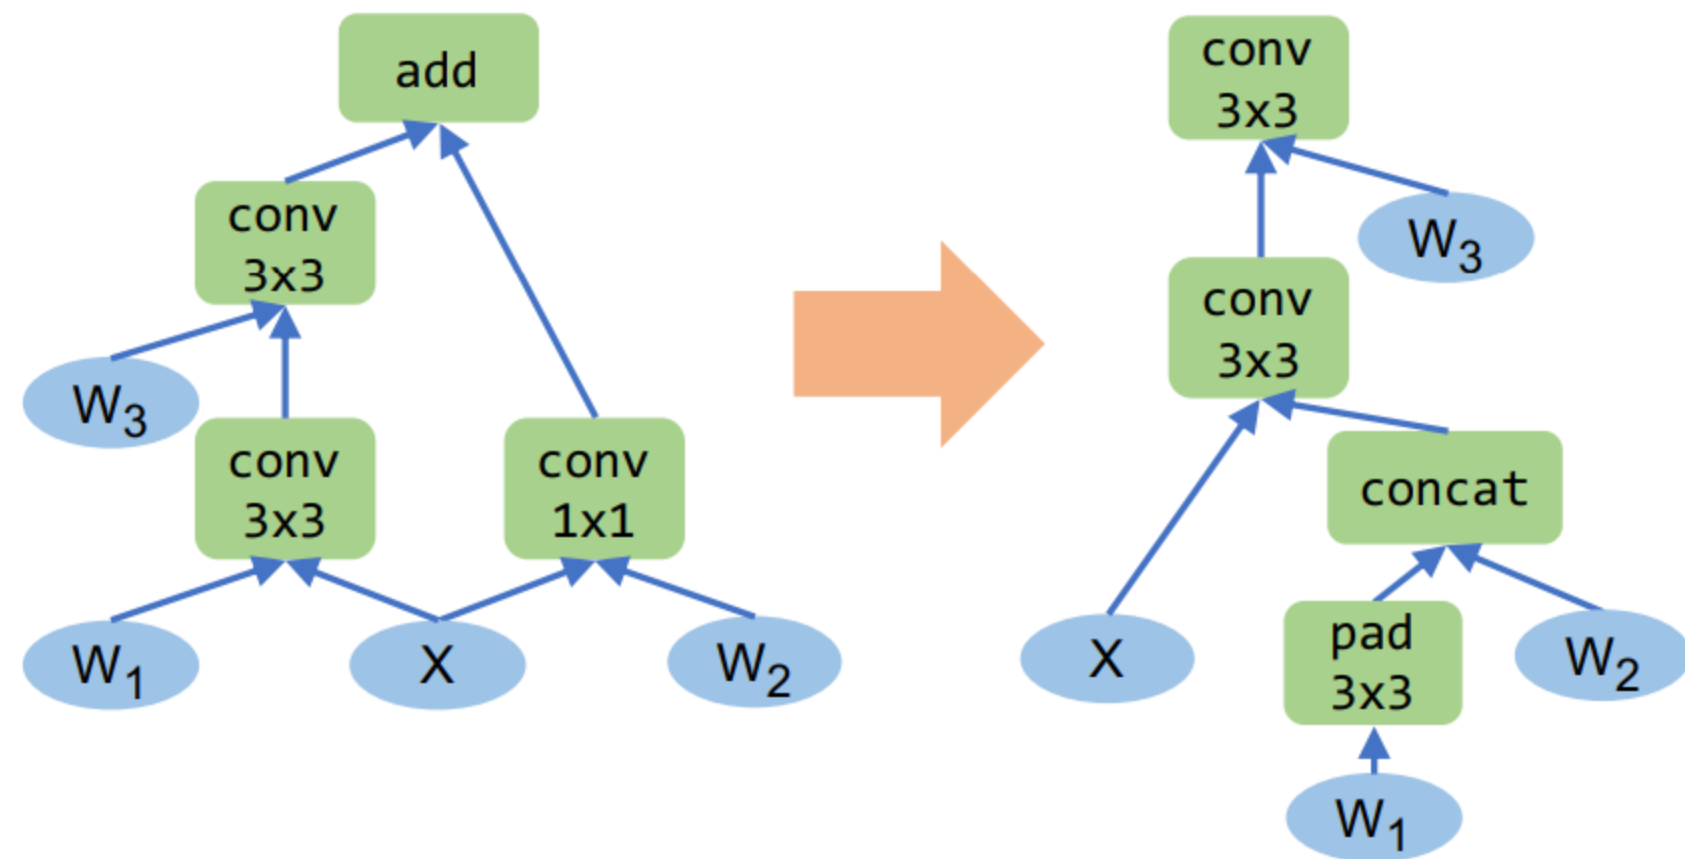 add
conv
3x3
W3
conv
3x3
conv
1x1
W1
X
W2
conv
3x3
W3
conv
3x3
concat
X
pad
3x3
W2
W1